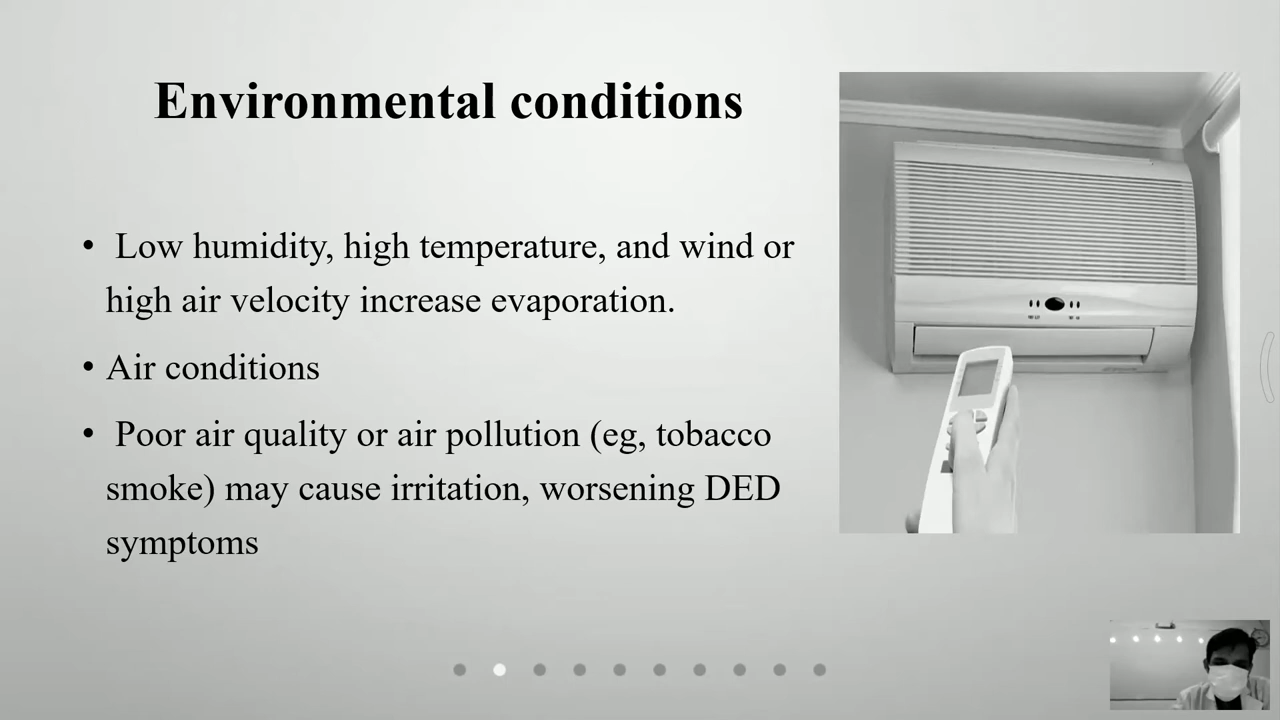 Environmental conditions
• Low humidity, high temperature, and wind or
high air velocity increase evaporation.
• Air conditions
• Poor air quality or air pollution (eg, tobacco
smoke) may cause irritation, worsening DED
symptoms